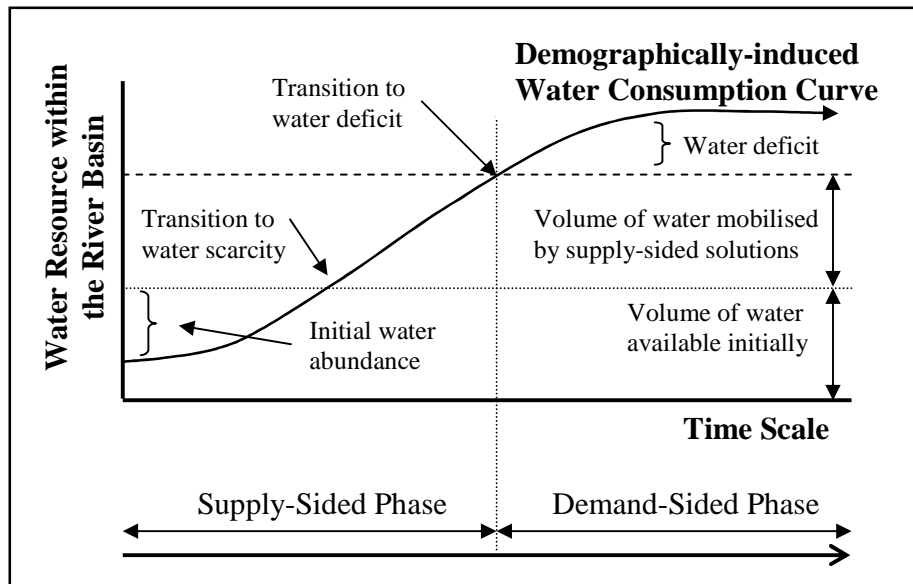 Demographically-induced
Water Consumption Curve
Transition to
water deficit
Water deficit
Water Resource within
the River Basin
Transition to
water scarcity
Volume of water mobilised
by supply-sided solutions
Initial water
abundance
Volume of water
available initially
Time Scale
Supply-Sided Phase
Demand-Sided Phase